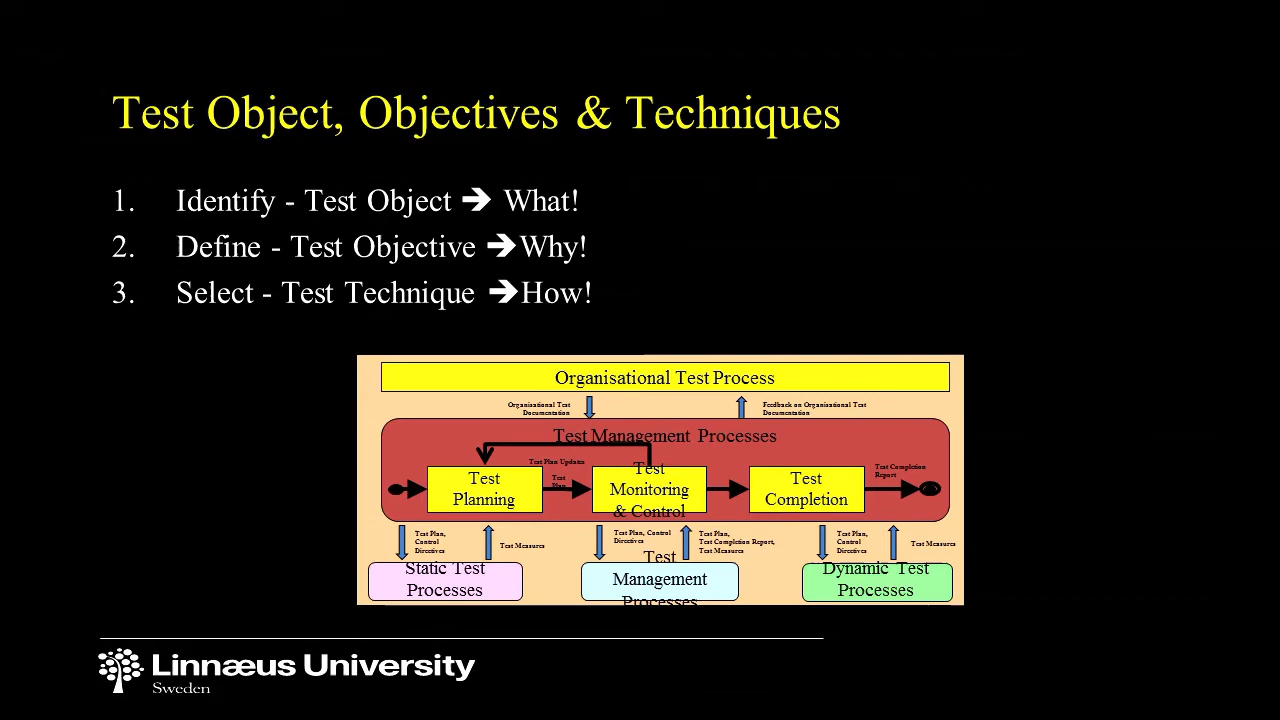 Test Object, Objectives & Techniques
1. Identify - Test Object ➔ What!
2. Define - Test Objective ➔Why!
3. Select - Test Technique ➔How!
Organisational Test Process
Organisational Test
Documentation
Feedback on Organisational Test
Documentation
Test Management Processes
Test Plan Updates
Test
Planning
Test
Plan
Test
Monitoring
& Control
Test
Completion
Test Completion
Report
Test Plan,
Control
Directives
Test Measures
Test Plan, Control
Directives
Test Plan,
Test Completion Report,
Test Measures
Test Plan,
Control
Directives
Test Measures
Static Test
Processes
Test
Management
Processes
Dynamic Test
Processes
Linnæus University
Sweden